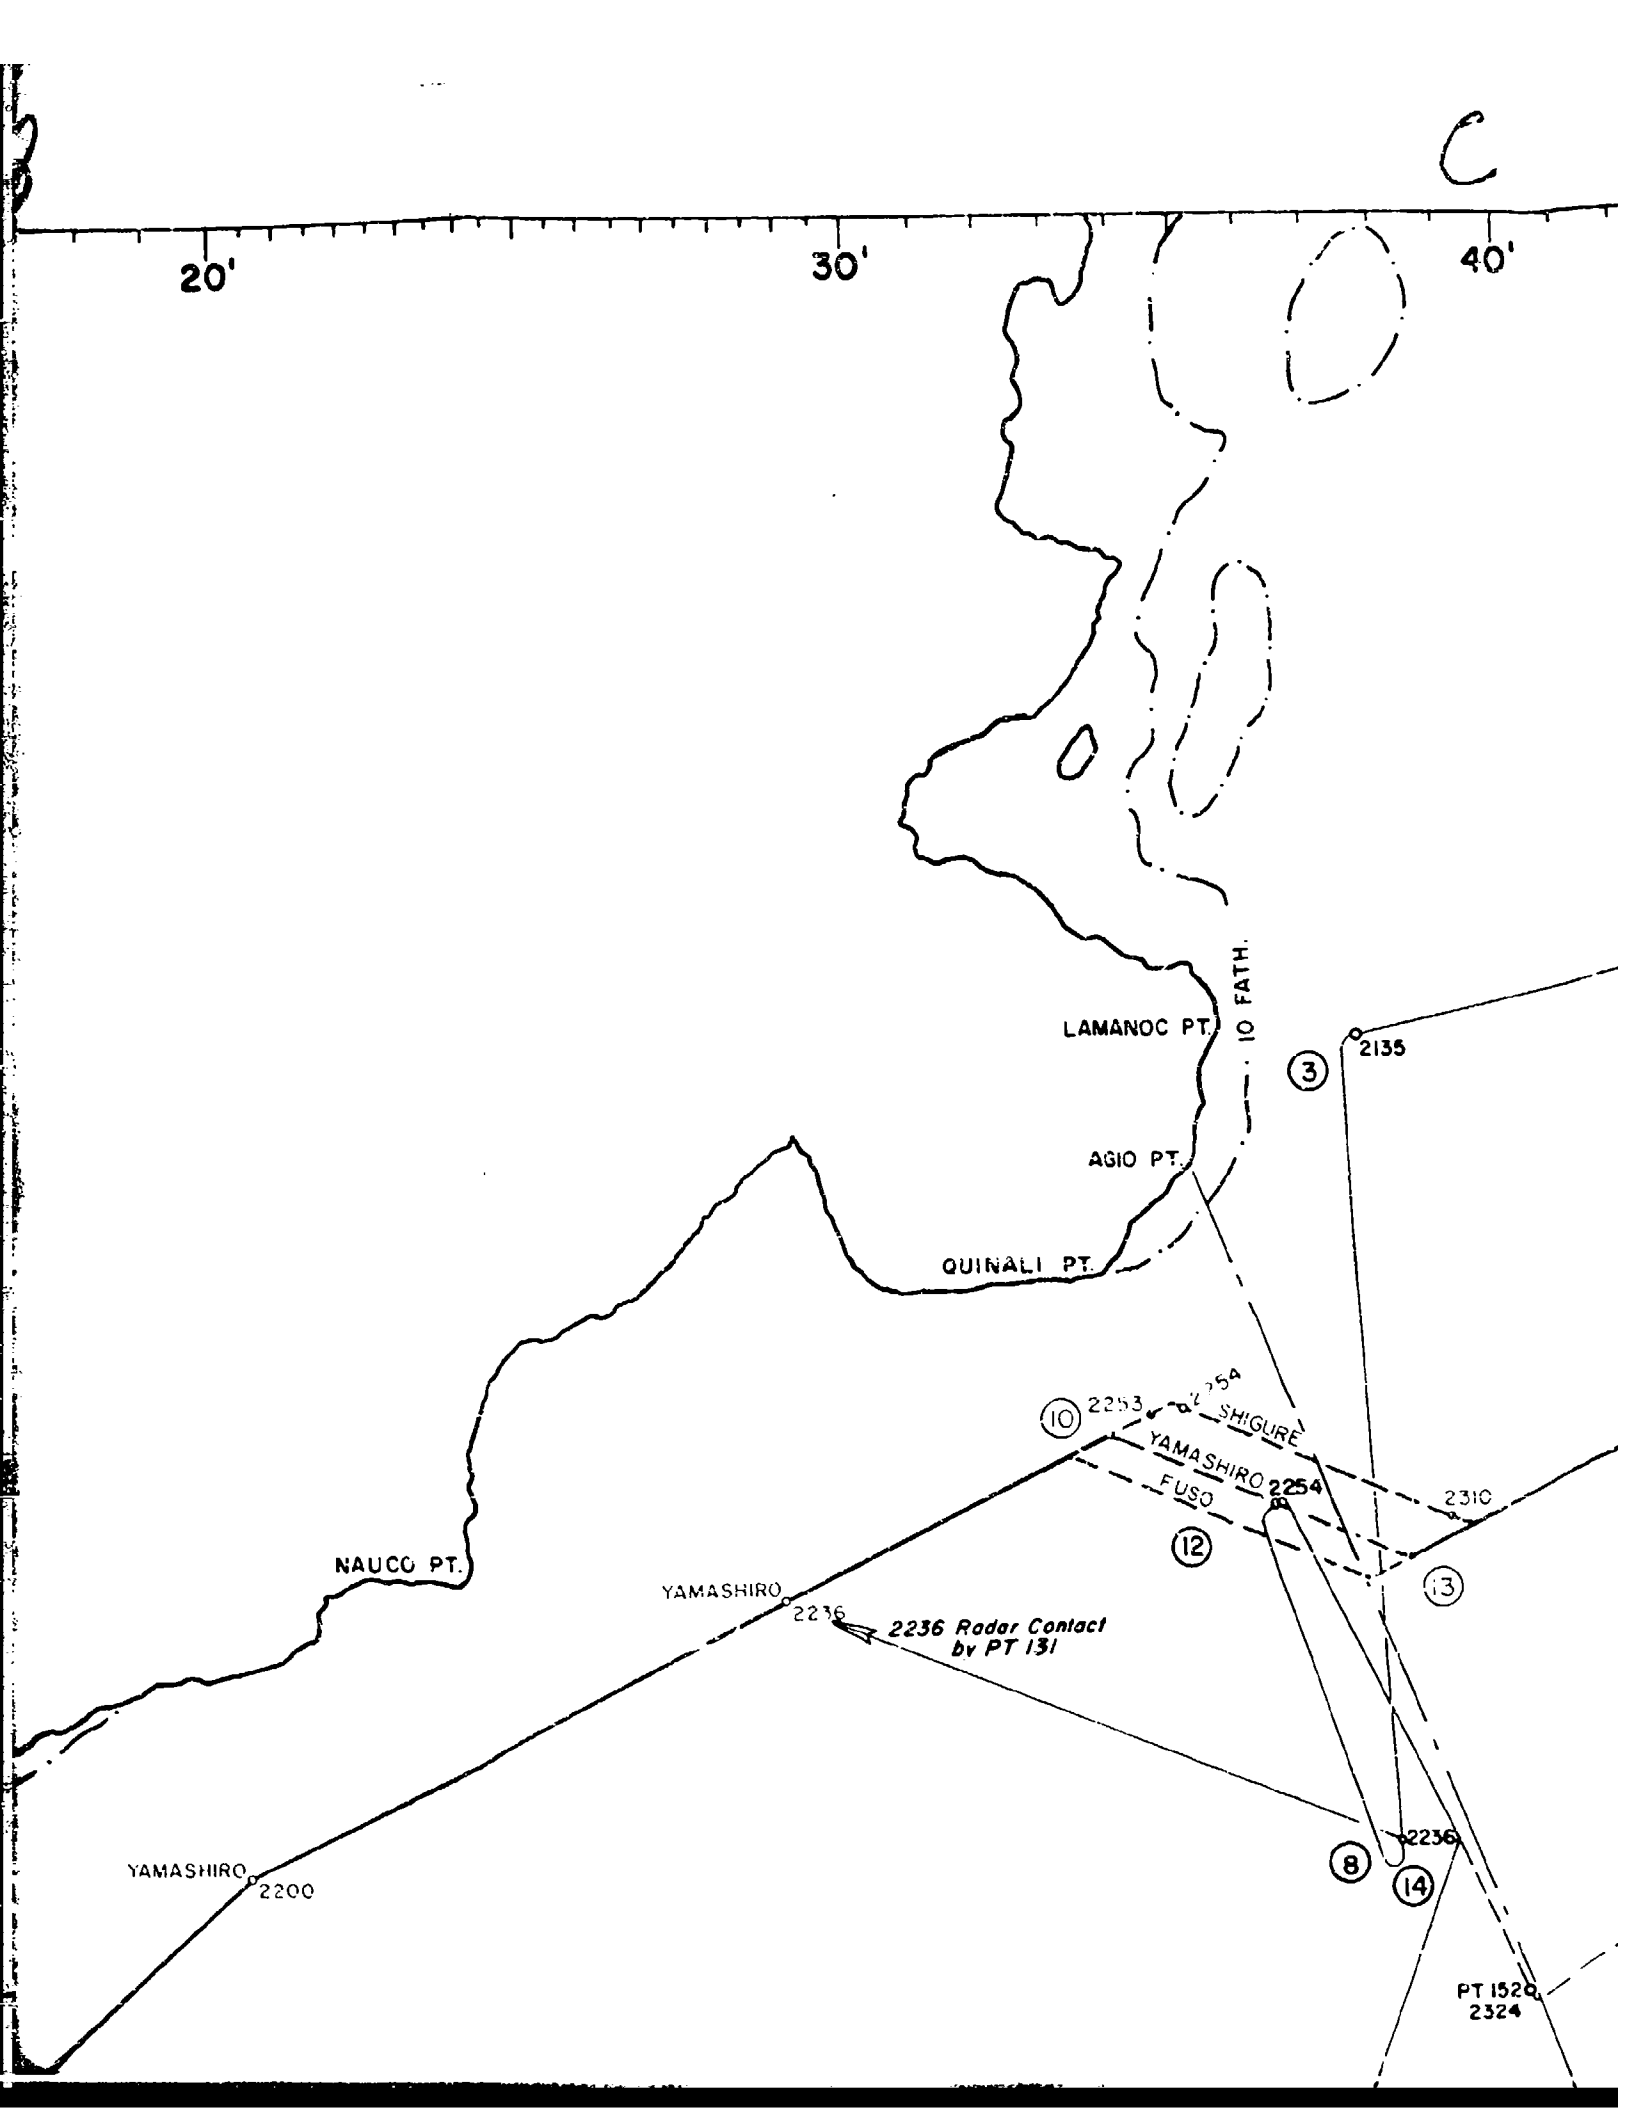 C
20'
30'
40'
10 FATH.
LAMANOC PT.
2135
3
AGIO PT.
QUINALI PT.
2254
10
2253
SHIGURE
YAMASHIRO
2254
FUSO
2310
12
NAUCO PT.
13
YAMASHIRO
2236
2236 Radar Contact
by PT 131
2236
8
14
YAMASHIRO
2200
PT 152
2324